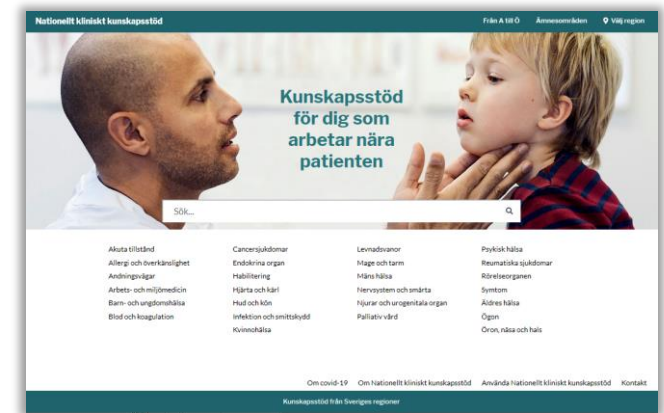 Nationellt kliniskt kunskapsstöd
Från A till Ö Ämnesområden Välj region
Kunskapsstöd
för dig som
arbetar nära
patienten
Sök...
Akuta tillstånd
Allergi och överkänslighet
Andningsvägar
Arbets- och miljömedicin
Barn- och ungdomshälsa
Blod och koagulation
Cancersjukdomar
Endokrina organ
Habilitering
Hjärta och kärl
Hud och kön
Infektion och smittskydd
Kvinnohälsa
Levnadsvanor
Mage och tarm
Mäns hälsa
Nervsystem och smärta
Njurar och urogenitala organ
Palliativ vård
Psykisk hälsa
Reumatiska sjukdomar
Rörelseorganen
Symtom
Äldres hälsa
Ögon
Öron, näsa och hals
Om covid-19 Om Nationellt kliniskt kunskapsstöd Använda Nationellt kliniskt kunskapsstöd Kontakt
Kunskapsstöd från Sveriges regioner